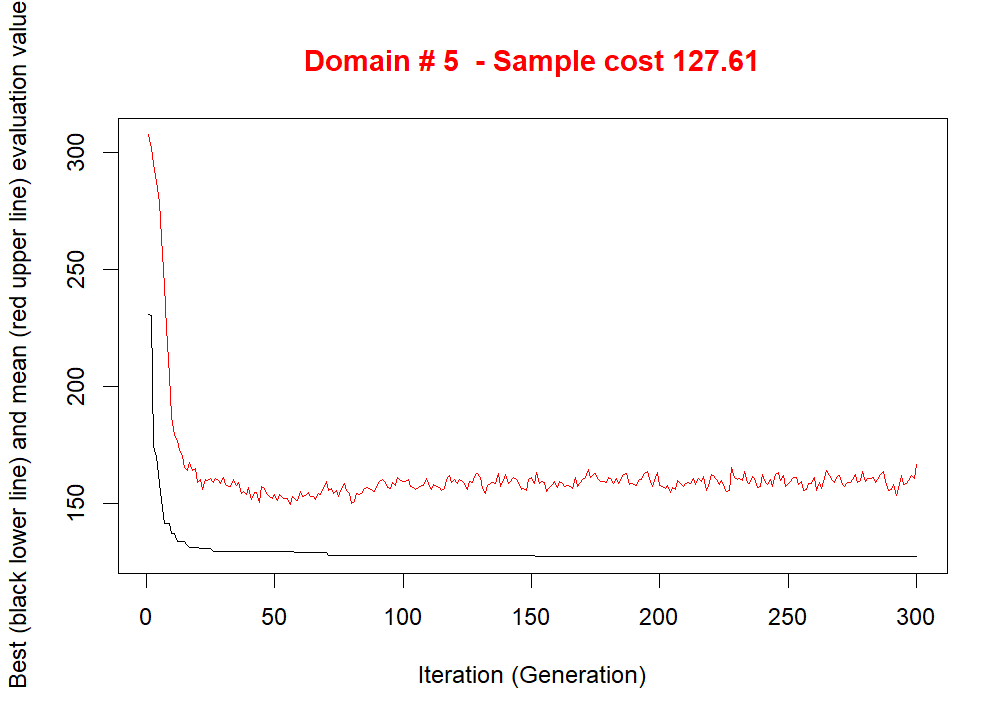 Domain # 5  - Sample cost 127.61
Best (black lower line) and mean (red upper line) evaluation value
300
250
200
150
0 50 100 150 200 250 300
Iteration (Generation)